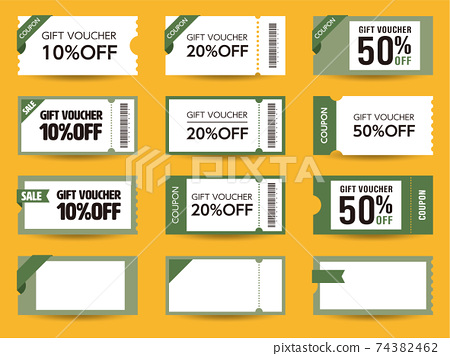 COUPON
GIFT VOUCHER
10%OFF
COUPON
GIFT VOUCHER
20%OFF
COUPON
GIFT VOUCHER
50%
OFF
SALE
GIFT VOUCHER
10%OFF
GIFT VOUCHER
20%OFF
COUPON
GIFT VOUCHER
50%OFF
SALE
GIFT VOUCHER
10%OFF
COUPON
GIFT VOUCHER
20%OFF
GIFT VOUCHER
50%
OFF
COUPON
PIXTA
pixta.jp - 74382462